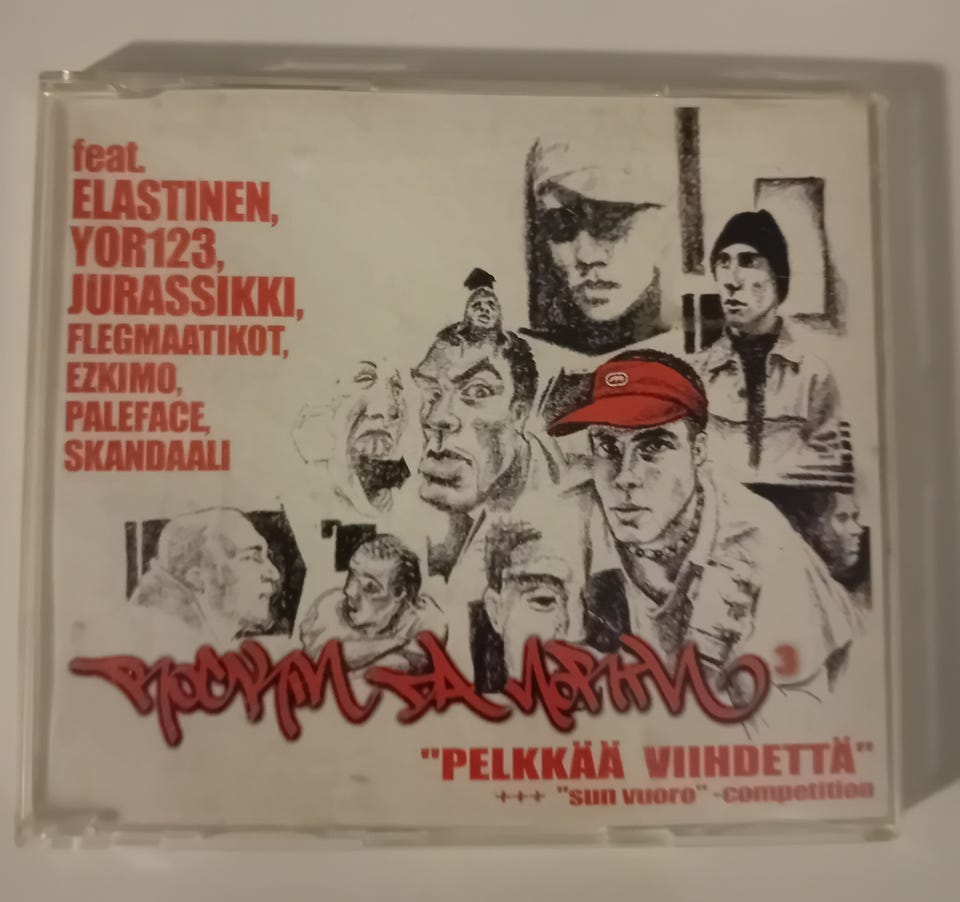 feat.
ELASTINEN,
YOR123,
JURASSIKKI,
FLEGMAATIKOT,
EZKIMO,
PALEFACE,
SKANDAALI
ROCKIN DA NORTH 3
"PELKKÄÄ VIIHDETTÄ"
+++ "sun vuoro" -competition